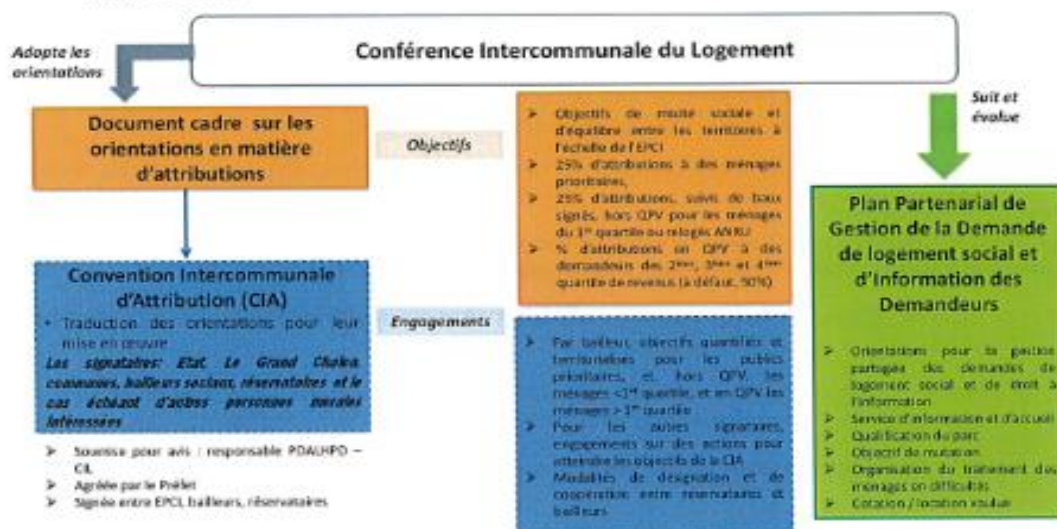 Conférence Intercommunale du Logement
Adopte les
orientations
Suit et
évalue
Document cadre sur les
orientations en matière
d'attributions
Objectifs
➤ Objectifs de mixité sociale et
d'équilibre entre les territoires à
l'échelle de l'EPCI
➤ 25% d'attributions à des ménages
prioritaires,
➤ 25% d'attributions, suivis de baux
signés, hors QPV pour les ménages
du 1er quartile ou relogés ANRU
➤ % d'attributions en QPV à des
demandeurs des 2ème, 3ème et 4ème
quartile de revenus (à défaut, 50%)
Convention Intercommunale
d'Attribution (CIA)
• Traduction des orientations pour leur
mise en œuvre
Les signataires: Etat, Le Grand Chalon,
communes, bailleurs sociaux, réservataires et le
cas échéant d'autres personnes morales
intéressées
➤ Soumise pour avis : responsable PDALHPD –
CIL
➤ Agréée par le Préfet
➤ Signée entre EPCI, bailleurs, réservataires
Engagements
➤ Par bailleur, objectifs quantifiés et
territorialisés pour les publics
prioritaires, et, hors QPV, les
ménages <1er quartile, et en QPV les
ménages > 1er quartile
➤ Pour les autres signataires,
engagements sur des actions pour
atteindre les objectifs de la CIA
➤ Modalités de désignation et de
coopération entre réservataires et
bailleurs
Plan Partenarial de
Gestion de la Demande
de logement social et
d'Information des
Demandeurs
➤ Orientations pour la gestion
partagée des demandes de
logement social et de droit à
l'information
➤ Service d'information et d'accueil
➤ Qualification du parc
➤ Objectif de mutation
➤ Organisation du traitement des
ménages en difficultés
➤ Cotation / location voulue